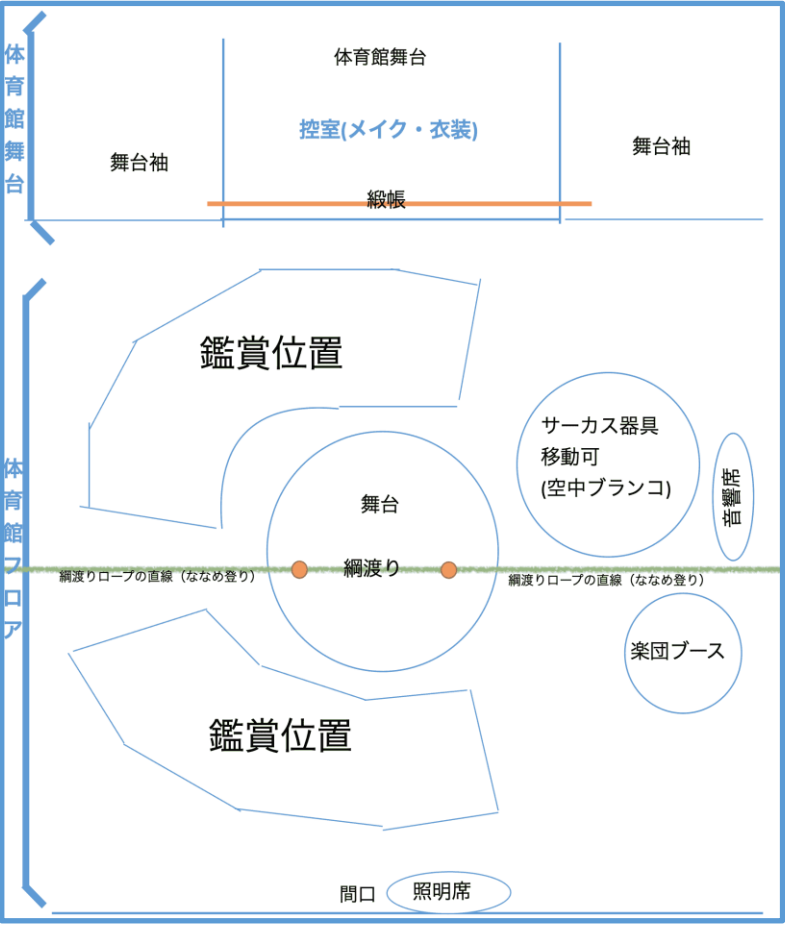 体育館舞台
体育館舞台
控室(メイク・衣装)
舞台袖
舞台袖
緞帳
体育館フロア
鑑賞位置
サーカス器具
移動可
(空中ブランコ)
音響席
舞台
綱渡り
綱渡りロープの直線（ななめ登り）
綱渡りロープの直線（ななめ登り）
楽団ブース
鑑賞位置
間口
照明席